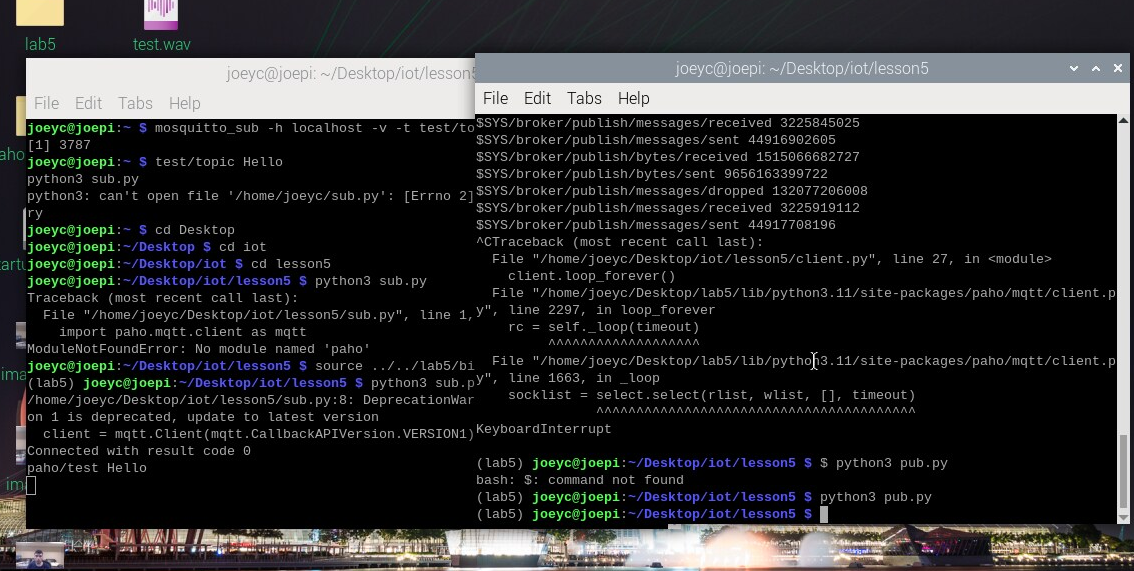 lab5
test.wav
joeyc@joepi: ~/Desktop/iot/lesson5
File Edit Tabs Help
joeyc@joepi:~ $ mosquitto_sub -h localhost -v -t test/to
[1] 3787
joeyc@joepi:~ $ test/topic Hello
python3 sub.py
python3: can't open file '/home/joeyc/sub.py': [Errno 2]
ry
joeyc@joepi:~ $ cd Desktop
joeyc@joepi:~/Desktop $ cd iot
joeyc@joepi:~/Desktop/iot $ cd lesson5
joeyc@joepi:~/Desktop/iot/lesson5 $ python3 sub.py
Traceback (most recent call last):
  File "/home/joeyc/Desktop/iot/lesson5/sub.py", line 1,
    import paho.mqtt.client as mqtt
ModuleNotFoundError: No module named 'paho'
joeyc@joepi:~/Desktop/iot/lesson5 $ source ../../lab5/bi
(lab5) joeyc@joepi:~/Desktop/iot/lesson5 $ python3 sub.p
/home/joeyc/Desktop/iot/lesson5/sub.py:8: DeprecationWar
on 1 is deprecated, update to latest version
  client = mqtt.Client(mqtt.CallbackAPIVersion.VERSION1)
Connected with result code 0
paho/test Hello
joeyc@joepi: ~/Desktop/iot/lesson5
File Edit Tabs Help
$SYS/broker/publish/messages/received 3225845025
$SYS/broker/publish/messages/sent 44916902605
$SYS/broker/publish/bytes/received 1515066682727
$SYS/broker/publish/bytes/sent 9656163399722
$SYS/broker/publish/messages/dropped 132077206008
$SYS/broker/publish/messages/received 3225919112
$SYS/broker/publish/messages/sent 44917708196
^CTraceback (most recent call last):
  File "/home/joeyc/Desktop/iot/lesson5/client.py", line 27, in <module>
    client.loop_forever()
  File "/home/joeyc/Desktop/lab5/lib/python3.11/site-packages/paho/mqtt/client.p
y", line 2297, in loop_forever
    rc = self._loop(timeout)
         ^^^^^^^^^^^^^^^^^^^
  File "/home/joeyc/Desktop/lab5/lib/python3.11/site-packages/paho/mqtt/client.p
y", line 1663, in _loop
    socklist = select.select(rlist, wlist, [], timeout)
               ^^^^^^^^^^^^^^^^^^^^^^^^^^^^^^^^^^^^^^^^
KeyboardInterrupt
(lab5) joeyc@joepi:~/Desktop/iot/lesson5 $ $ python3 pub.py
bash: $: command not found
(lab5) joeyc@joepi:~/Desktop/iot/lesson5 $ python3 pub.py
(lab5) joeyc@joepi:~/Desktop/iot/lesson5 $